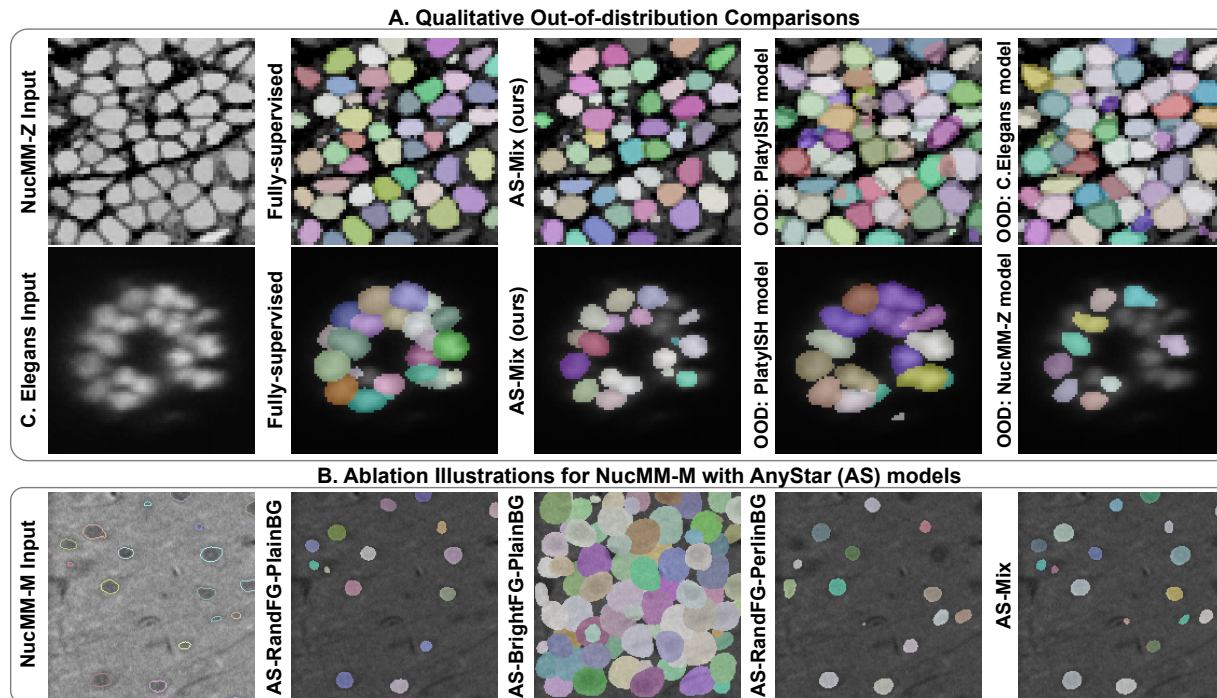 A. Qualitative Out-of-distribution Comparisons
NucMM-Z Input
Fully-supervised
AS-Mix (ours)
OOD: PlatyISH model
OOD: C.Elegans model
C. Elegans Input
Fully-supervised
AS-Mix (ours)
OOD: PlatyISH model
OOD: NucMM-Z model
B. Ablation Illustrations for NucMM-M with AnyStar (AS) models
NucMM-M Input
AS-RandFG-PlainBG
AS-BrightFG-PlainBG
AS-RandFG-PerlinBG
AS-Mix